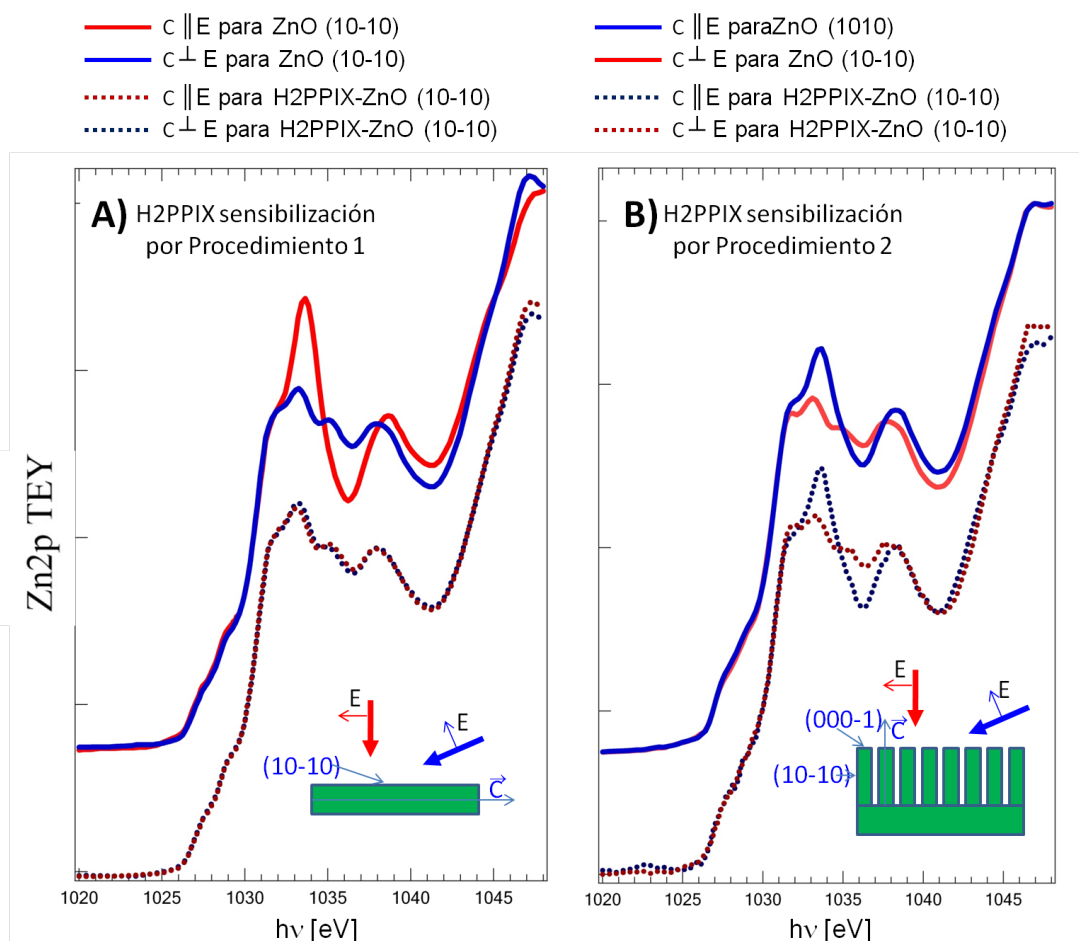 C ∥E para ZnO (10-10)
C ⊥ E para ZnO (10-10)
C ∥E para H2PPIX-ZnO (10-10)
C ⊥ E para H2PPIX-ZnO (10-10)
C ∥E paraZnO (1010)
C ⊥ E para ZnO (10-10)
C ∥E para H2PPIX-ZnO (10-10)
C ⊥ E para H2PPIX-ZnO (10-10)
Zn2p TEY
A) H2PPIX sensibilización
por Procedimiento 1
E
E
(10-10)
C⃗
1020 1025 1030 1035 1040 1045
hν [eV]
B) H2PPIX sensibilización
por Procedimiento 2
E
E
(000-1)
C⃗
(10-10)
1020 1025 1030 1035 1040 1045
hν [eV]